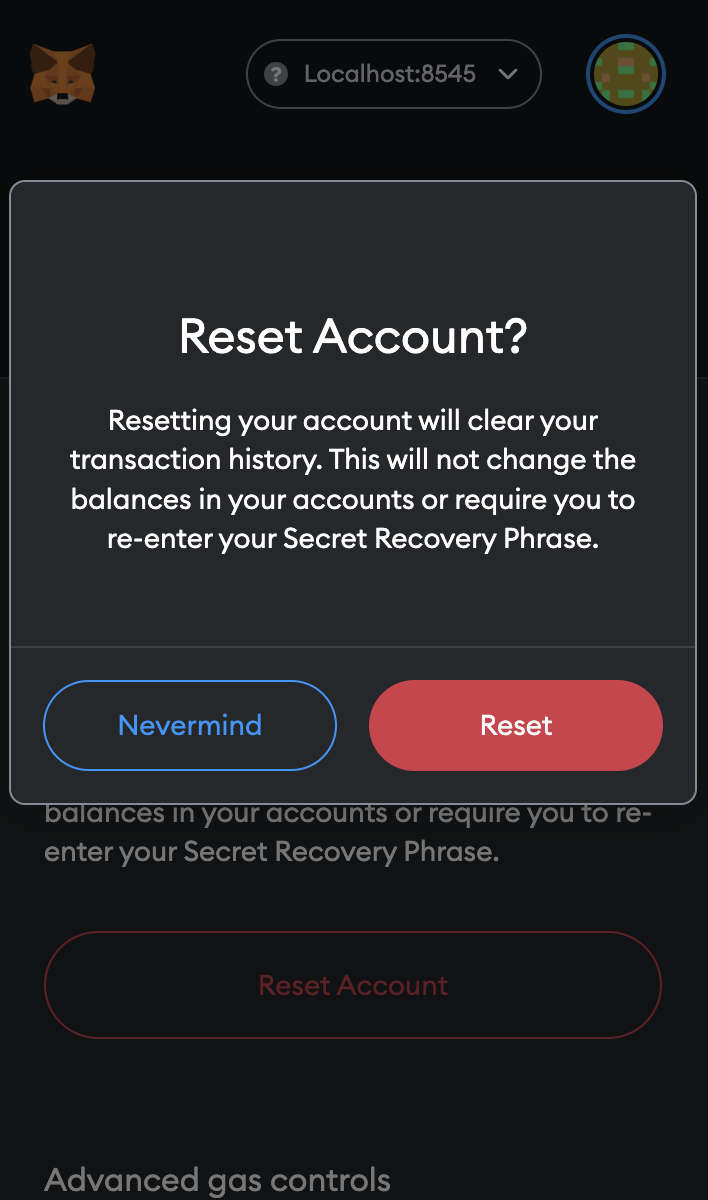 Localhost:8545
Reset Account?
Resetting your account will clear your
transaction history. This will not change the
balances in your accounts or require you to
re-enter your Secret Recovery Phrase.
Nevermind
Reset
balances in your accounts or require you to re-
enter your Secret Recovery Phrase.
Reset Account
Advanced gas controls